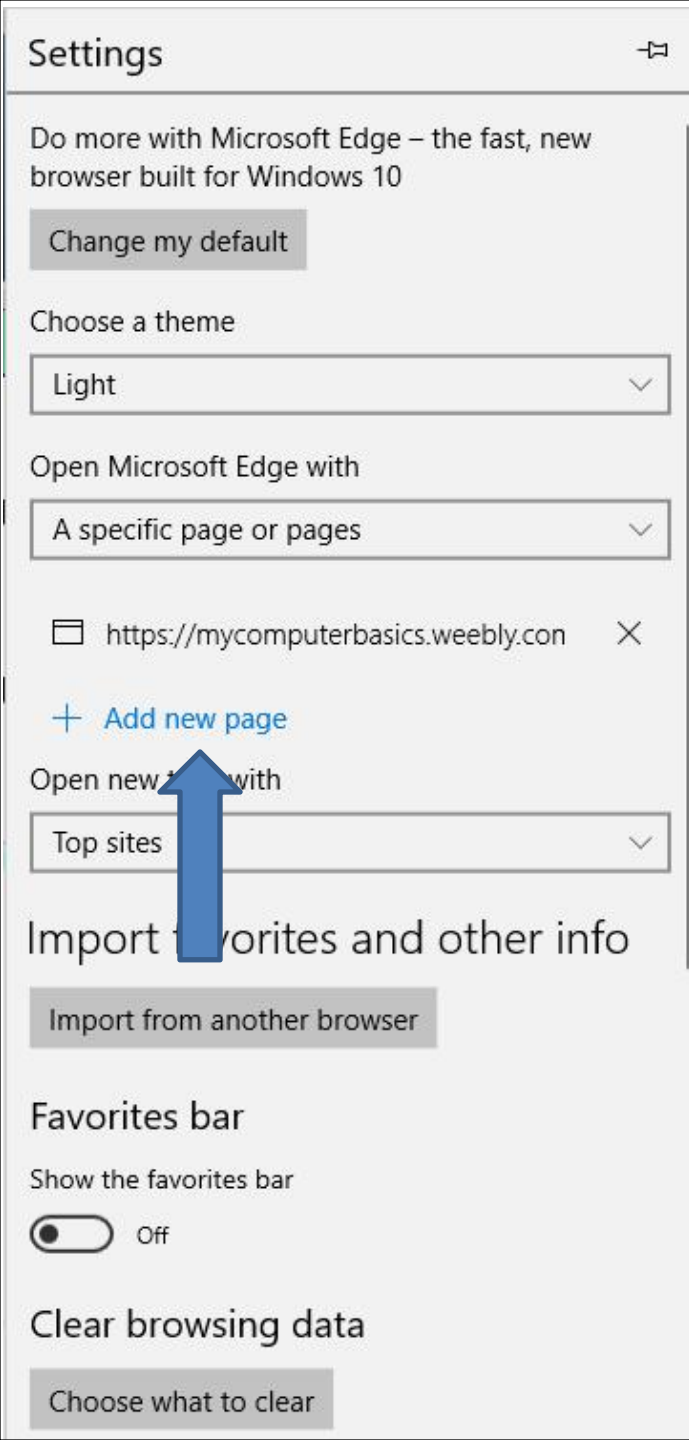 Settings
Do more with Microsoft Edge – the fast, new
browser built for Windows 10
Change my default
Choose a theme
Light
Open Microsoft Edge with
A specific page or pages
https://mycomputerbasics.weebly.con
Add new page
Open new with
Top sites
Import orites and other info
Import from another browser
Favorites bar
Show the favorites bar
Off
Clear browsing data
Choose what to clear